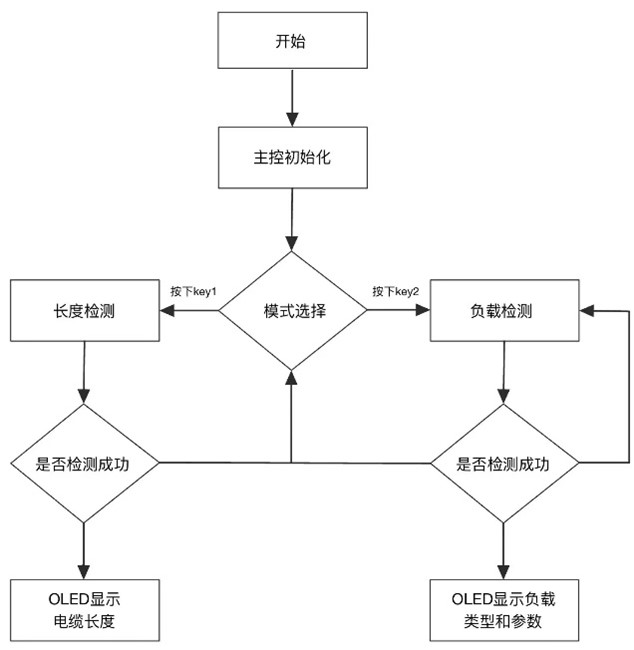 开始
主控初始化
按下key1
按下key2
长度检测
模式选择
负载检测
是否检测成功
是否检测成功
OLED显示
电缆长度
OLED显示负载
类型和参数